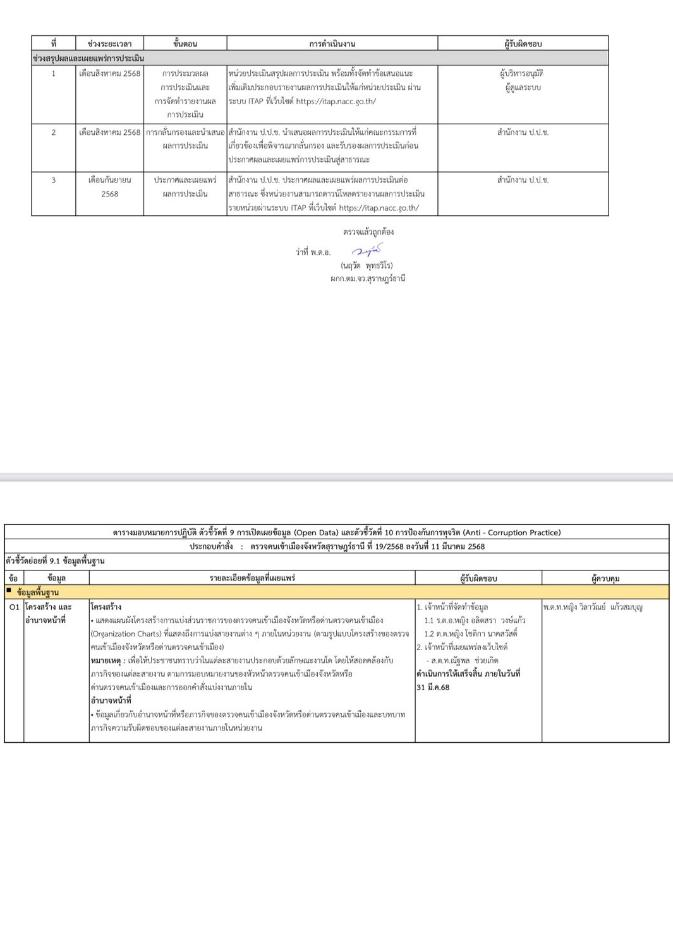 ที่ ช่วงระยะเวลา ขั้นตอน การดำเนินงาน ผู้รับผิดชอบ
ช่วงสรุปผลและเผยแพร่การประเมิน
1 เดือนสิงหาคม 2568 การประมวลผล หน่วยประเมินสรุปผลการประเมิน พร้อมทั้งจัดทำข้อเสนอแนะ ผู้บริหารอนุมัติ
การประเมินและ เพิ่มเติมประกอบรายงานผลการประเมินให้แก่หน่วยประเมิน ผ่าน ผู้ดูแลระบบ
การจัดทำรายงานผล ระบบ ITAP ที่เว็บไซต์ https://itap.nacc.go.th/
การประเมิน
2 เดือนสิงหาคม 2568 การกลั่นกรองและนำเสนอ สำนักงาน ป.ป.ช. นำเสนอผลการประเมินให้แก่คณะกรรมการที่ สำนักงาน ป.ป.ช.
ผลการประเมิน เกี่ยวข้องเพื่อพิจารณากลั่นกรอง และรับรองผลการประเมินก่อน
ประกาศผลและเผยแพร่การประเมินสู่สาธารณะ
3 เดือนกันยายน ประกาศและเผยแพร่ สำนักงาน ป.ป.ช. ประกาศผลและเผยแพร่ผลการประเมินต่อ สำนักงาน ป.ป.ช.
2568 ผลการประเมิน สาธารณะ ซึ่งหน่วยงานสามารถดาวน์โหลดรายงานผลการประเมิน
รายหน่วยผ่านระบบ ITAP ที่เว็บไซต์ https://itap.nacc.go.th/
ตรวจแล้วถูกต้อง
ว่าที่ พ.ต.อ.
(นฤวัต พุทธวิโร)
ผกก.ตม.จว.สุราษฎร์ธานี
ตารางมอบหมายการปฏิบัติ ตัวชี้วัดที่ 9 การเปิดเผยข้อมูล (Open Data) และตัวชี้วัดที่ 10 การป้องกันการทุจริต (Anti - Corruption Practice)
ประกอบคำสั่ง : ตรวจคนเข้าเมืองจังหวัดสุราษฎร์ธานี ที่ 19/2568 ลงวันที่ 11 มีนาคม 2568
ตัวชี้วัดย่อยที่ 9.1 ข้อมูลพื้นฐาน
ข้อ ข้อมูล รายละเอียดข้อมูลที่เผยแพร่ ผู้รับผิดชอบ ผู้ควบคุม
▪ ข้อมูลพื้นฐาน
O1 โครงสร้าง และ โครงสร้าง 1. เจ้าหน้าที่จัดทำข้อมูล พ.ต.ท.หญิง วิลาวัณย์ แก้วสมบุญ
อำนาจหน้าที่ • แสดงแผนผังโครงสร้างการแบ่งส่วนราชการของตรวจคนเข้าเมืองจังหวัดหรือด่านตรวจคนเข้าเมือง 1.1 ร.ต.อ.หญิง อลิตสรา วงษ์แก้ว
(Organization Charts) ที่แสดงถึงการแบ่งสายงานต่าง ๆ ภายในหน่วยงาน (ตามรูปแบบโครงสร้างของตรวจ 1.2 ด.ต.หญิง โชติกา นาคสวัสดิ์
คนเข้าเมืองจังหวัดหรือด่านตรวจคนเข้าเมือง) 2. เจ้าหน้าที่เผยแพร่ลงเว็บไซต์
หมายเหตุ : เพื่อให้ประชาชนทราบว่าในแต่ละสายงานประกอบด้วยลักษณะงานใด โดยให้สอดคล้องกับ - ส.ต.ท.ณัฐพล ช่วยเกิด
ภารกิจของแต่ละสายงาน ตามการมอบหมายงานของหัวหน้าตรวจคนเข้าเมืองจังหวัดหรือ ดำเนินการให้เสร็จสิ้น ภายในวันที่
ด่านตรวจคนเข้าเมืองและการออกคำสั่งแบ่งงานภายใน 31 มี.ค.68
อำนาจหน้าที่
• ข้อมูลเกี่ยวกับอำนาจหน้าที่หรือภารกิจของตรวจคนเข้าเมืองจังหวัดหรือด่านตรวจคนเข้าเมืองและบทบาท
ภารกิจความรับผิดชอบของแต่ละสายงานภายในหน่วยงาน